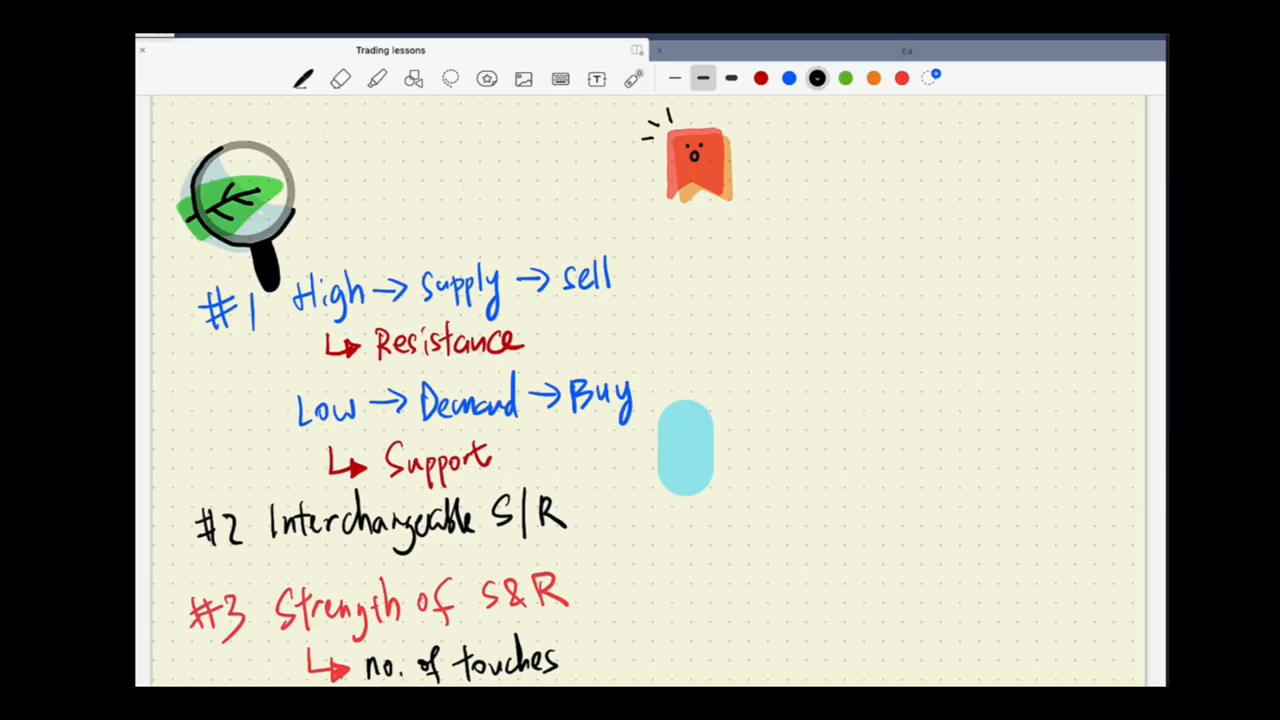 Trading lessons
Ea
#1 High → Supply → Sell
↳ Resistance
Low → Demand → Buy
↳ Support
#2 Interchangeable S/R
#3 Strength of S&R
↳ no. of touches